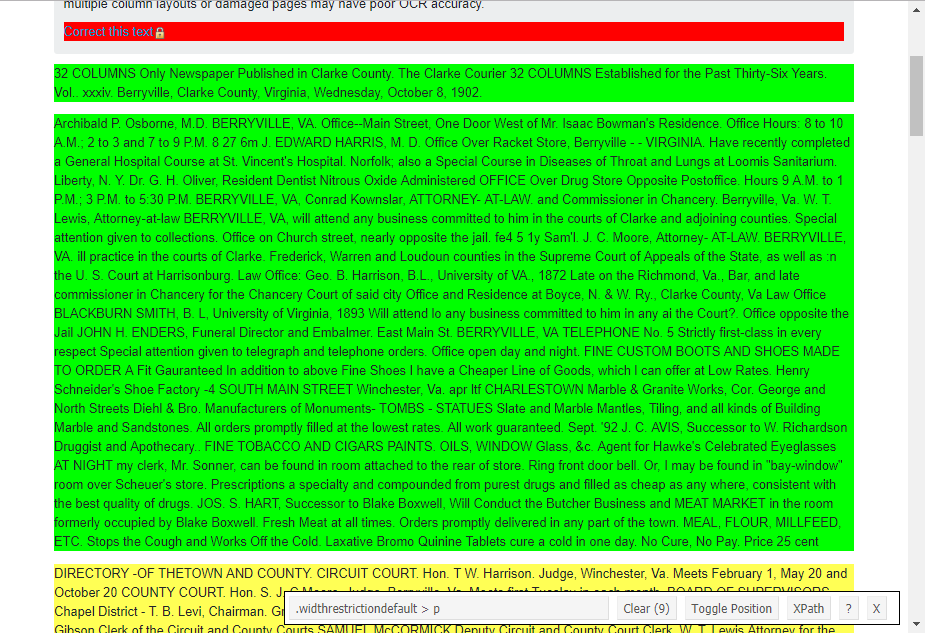 multiple column layouts or damaged pages may have poor OCR accuracy.
Correct this text
32 COLUMNS Only Newspaper Published in Clarke County. The Clarke Courier 32 COLUMNS Established for the Past Thirty-Six Years.
Vol.. xxxiv. Berryville, Clarke County, Virginia, Wednesday, October 8, 1902.
Archibald P. Osborne, M.D. BERRYVILLE, VA. Office--Main Street, One Door West of Mr. Isaac Bowman's Residence. Office Hours: 8 to 10
A.M.; 2 to 3 and 7 to 9 P.M. 8 27 6m J. EDWARD HARRIS, M. D. Office Over Racket Store, Berryville - - VIRGINIA. Have recently completed
a General Hospital Course at St. Vincent's Hospital. Norfolk; also a Special Course in Diseases of Throat and Lungs at Loomis Sanitarium.
Liberty, N. Y. Dr. G. H. Oliver, Resident Dentist Nitrous Oxide Administered OFFICE Over Drug Store Opposite Postoffice. Hours 9 A.M. to 1
P.M.; 3 P.M. to 5:30 P.M. BERRYVILLE, VA. Conrad Kownslar, ATTORNEY- AT-LAW. and Commissioner in Chancery. Berryville, Va. W. T.
Lewis, Attorney-at-law BERRYVILLE, VA, will attend any business committed to him in the courts of Clarke and adjoining counties. Special
attention given to collections. Office on Church street, nearly opposite the jail. fe4 5 1y Sam'l. J. C. Moore, Attorney- AT-LAW. BERRYVILLE,
VA. ill practice in the courts of Clarke. Frederick, Warren and Loudoun counties in the Supreme Court of Appeals of the State, as well as :n
the U. S. Court at Harrisonburg. Law Office: Geo. B. Harrison, B.L., University of VA., 1872 Late on the Richmond, Va., Bar, and late
commissioner in Chancery for the Chancery Court of said city Office and Residence at Boyce, N. & W. Ry., Clarke County, Va Law Office
BLACKBURN SMITH, B. L, University of Virginia, 1893 Will attend lo any business committed to him in any ai the Court?. Office opposite the
Jail JOHN H. ENDERS, Funeral Director and Embalmer. East Main St. BERRYVILLE, VA TELEPHONE No. 5 Strictly first-class in every
respect Special attention given to telegraph and telephone orders. Office open day and night. FINE CUSTOM BOOTS AND SHOES MADE
TO ORDER A Fit Gauranteed In addition to above Fine Shoes I have a Cheaper Line of Goods, which I can offer at Low Rates. Henry
Schneider's Shoe Factory -4 SOUTH MAIN STREET Winchester, Va. apr ltf CHARLESTOWN Marble & Granite Works, Cor. George and
North Streets Diehl & Bro. Manufacturers of Monuments- TOMBS - STATUES Slate and Marble Mantles, Tiling, and all kinds of Building
Marble and Sandstones. All orders promptly filled at the lowest rates. All work guaranteed. Sept. '92 J. C. AVIS, Successor to W. Richardson
Druggist and Apothecary.. FINE TOBACCO AND CIGARS PAINTS. OILS, WINDOW Glass, &c. Agent for Hawke's Celebrated Eyeglasses
AT NIGHT my clerk, Mr. Sonner, can be found in room attached to the rear of store. Ring front door bell. Or, I may be found in "bay-window"
room over Scheuer's store. Prescriptions a specialty and compounded from purest drugs and filled as cheap as any where, consistent with
the best quality of drugs. JOS. S. HART, Successor to Blake Boxwell, Will Conduct the Butcher Business and MEAT MARKET in the room
formerly occupied by Blake Boxwell. Fresh Meat at all times. Orders promptly delivered in any part of the town. MEAL, FLOUR, MILLFEED,
ETC. Stops the Cough and Works Off the Cold. Laxative Bromo Quinine Tablets cure a cold in one day. No Cure, No Pay. Price 25 cent
DIRECTORY -OF THETOWN AND COUNTY. CIRCUIT COURT. Hon. T W. Harrison. Judge, Winchester, Va. Meets February 1, May 20 and
October 20 COUNTY COURT. Hon. S. J.
Chapel District - T. B. Levi, Chairman.
Gibson Clerk of the Circuit and County Courts SAMUEL McCORMICK Deputy Circuit and County Court Clerk. W. T. Lewis Attorney for the
.widthrestrictiondefault > p
Clear (9)
Toggle Position
XPath
?
X